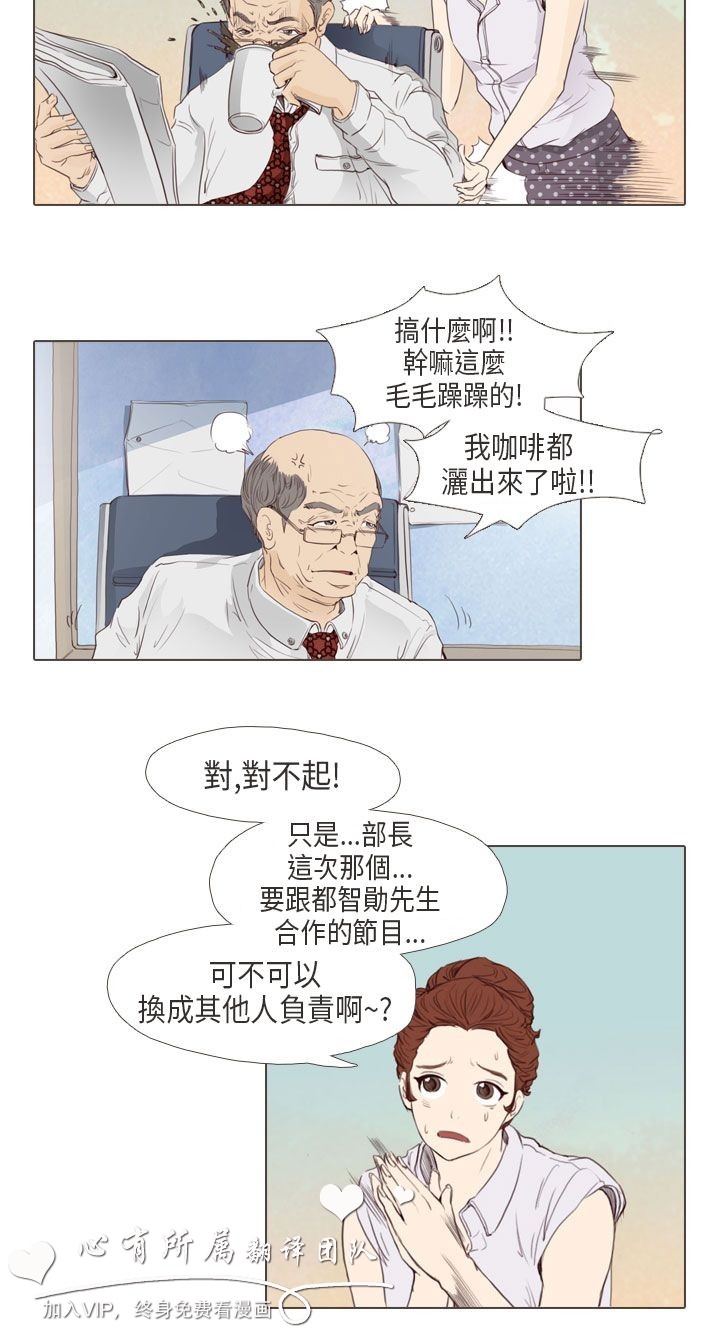 搞什麼啊!!
幹嘛這麼
毛毛躁躁的!
我咖啡都
灑出來了啦!!
對,對不起!
只是...部長
這次那個...
要跟都智勛先生
合作的節目...
可不可以
換成其他人負責啊~?
心有所属翻译团队
加入VIP，终身免费看漫画